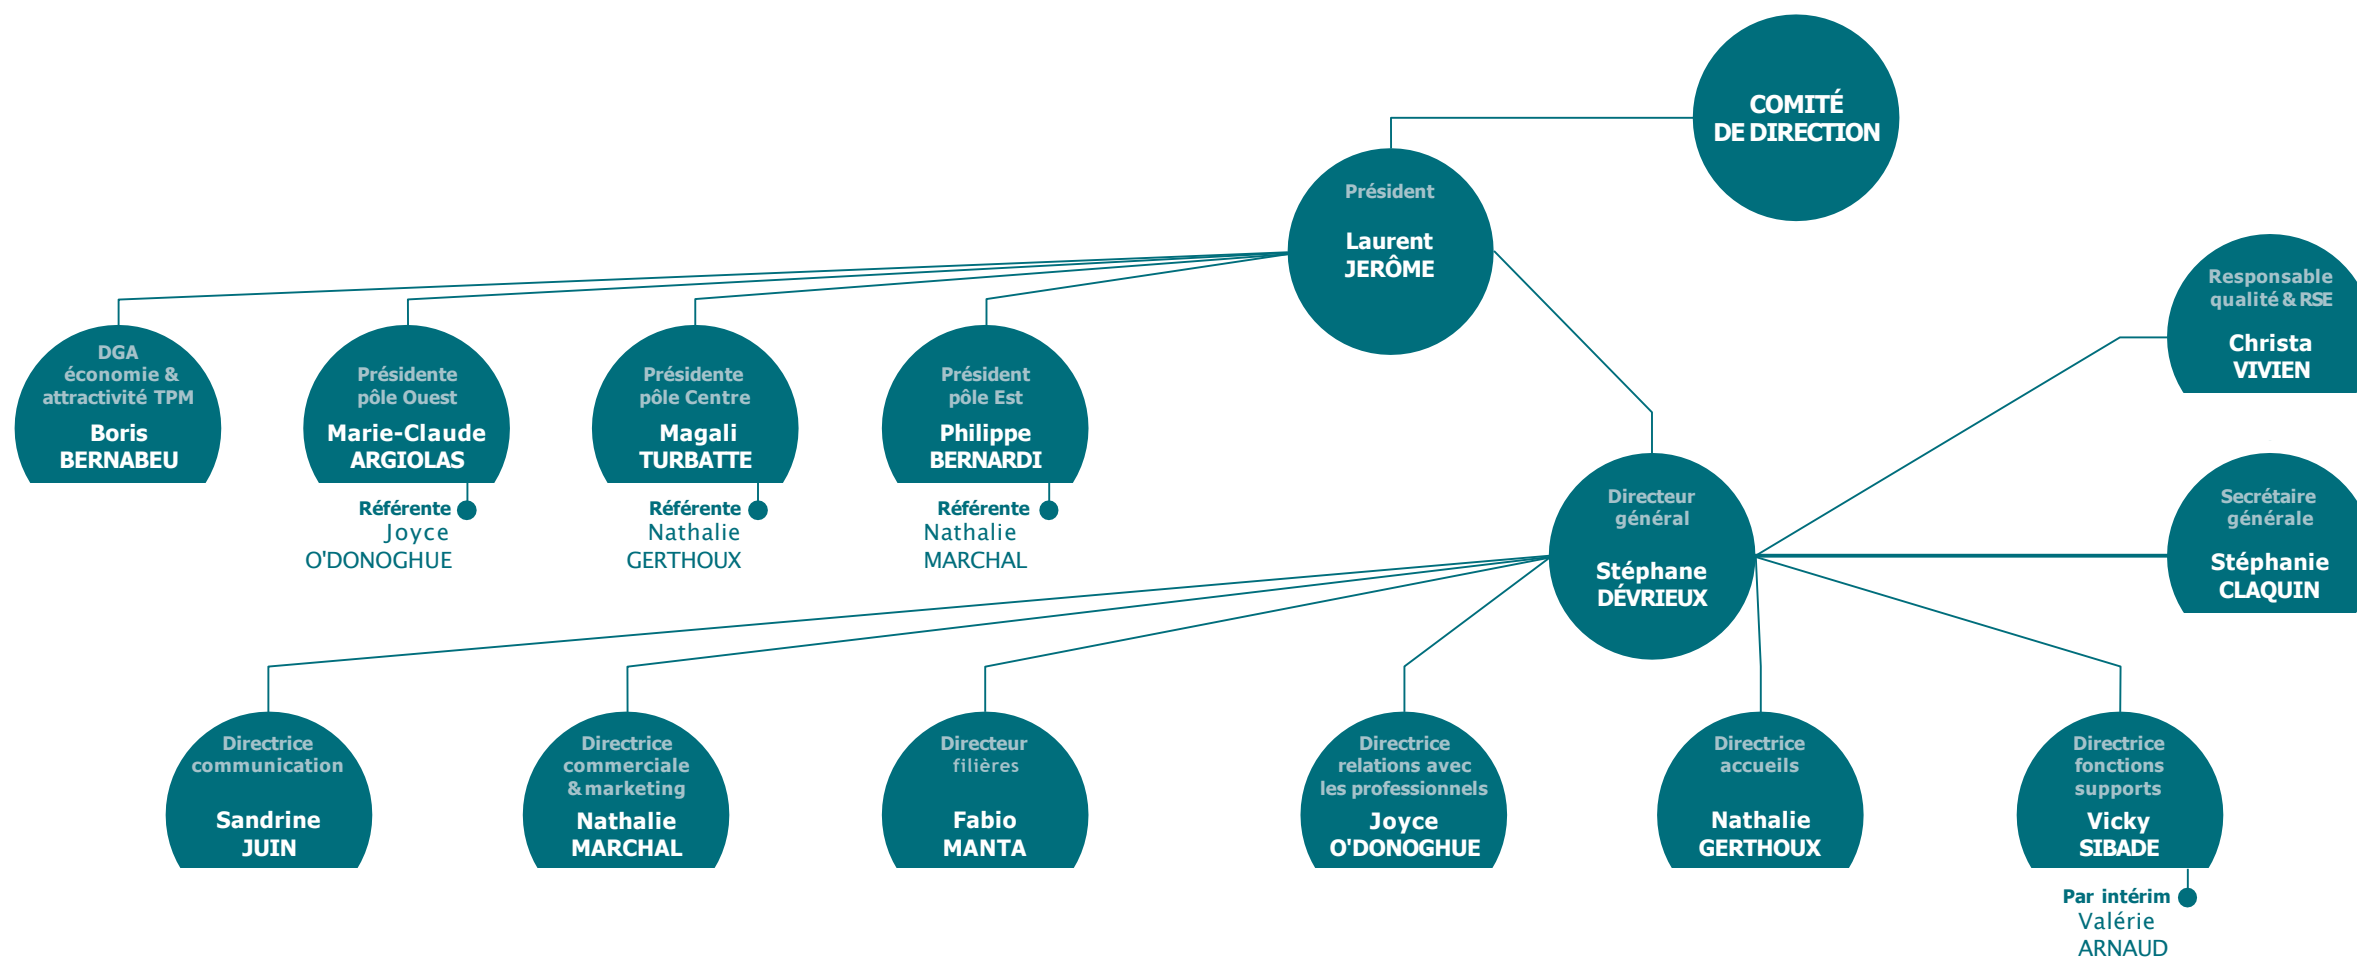 COMITÉ
DE DIRECTION
Président
Laurent
JERÔME
Responsable
qualité & RSE
Christa
VIVIEN
DGA
économie &
attractivité TPM
Boris
BERNABEU
Présidente
pôle Ouest
Marie-Claude
ARGIOLAS
Référente
Joyce
O'DONOGHUE
Présidente
pôle Centre
Magali
TURBATTE
Référente
Nathalie
GERTHOUX
Président
pôle Est
Philippe
BERNARDI
Référente
Nathalie
MARCHAL
Directeur
général
Stéphane
DÉVRIEUX
Secrétaire
générale
Stéphanie
CLAQUIN
Directrice
communication
Sandrine
JUIN
Directrice
commerciale
& marketing
Nathalie
MARCHAL
Directeur
filières
Fabio
MANTA
Directrice
relations avec
les professionnels
Joyce
O'DONOGHUE
Directrice
accueils
Nathalie
GERTHOUX
Directrice
fonctions
supports
Vicky
SIBADE
Par intérim
Valérie
ARNAUD